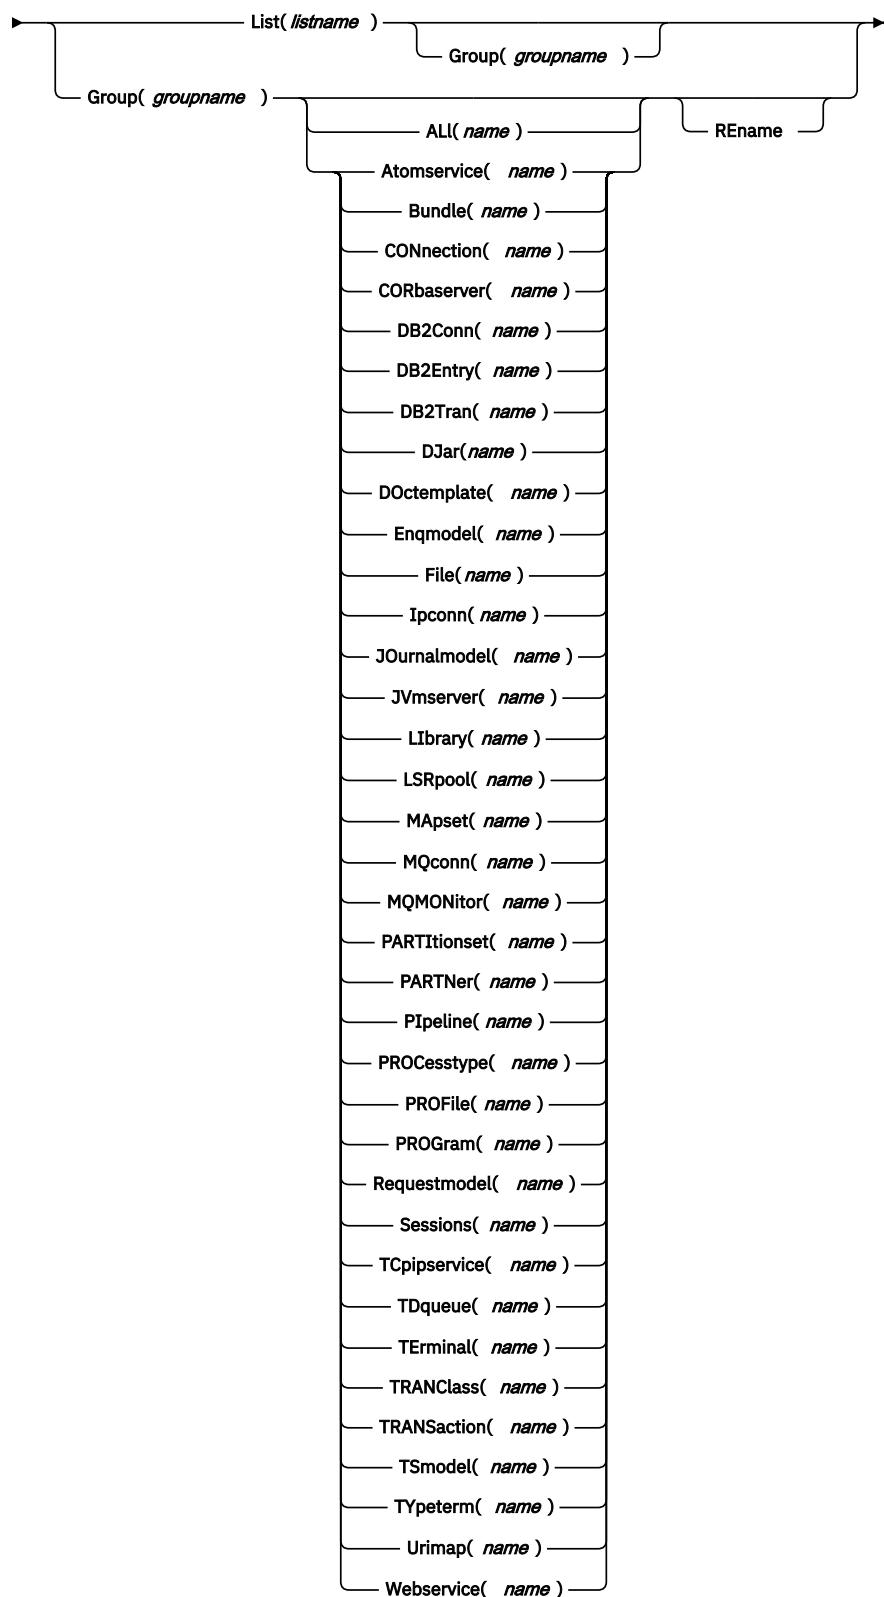 List( listname )
Group( groupname )
Group( groupname )
ALl( name )
REname
Atomservice( name )
Bundle( name )
CONnection( name )
CORbaserver( name )
DB2Conn( name )
DB2Entry( name )
DB2Tran( name )
DJar(name )
DOctemplate( name )
Enqmodel( name )
File( name )
Ipconn( name )
JOurnalmodel( name )
JVmserver( name )
LIbrary( name )
LSRpool( name )
MApset( name )
MQconn( name )
MQMONitor( name )
PARTItionset( name )
PARTNer( name )
PIpeline( name )
PROCesstype( name )
PROFile( name )
PROGram( name )
Requestmodel( name )
Sessions( name )
TCpipservice( name )
TDqueue( name )
TErminal( name )
TRANClass( name )
TRANSaction( name )
TSmodel( name )
TYpeterm( name )
Urimap( name )
Webservice( name )